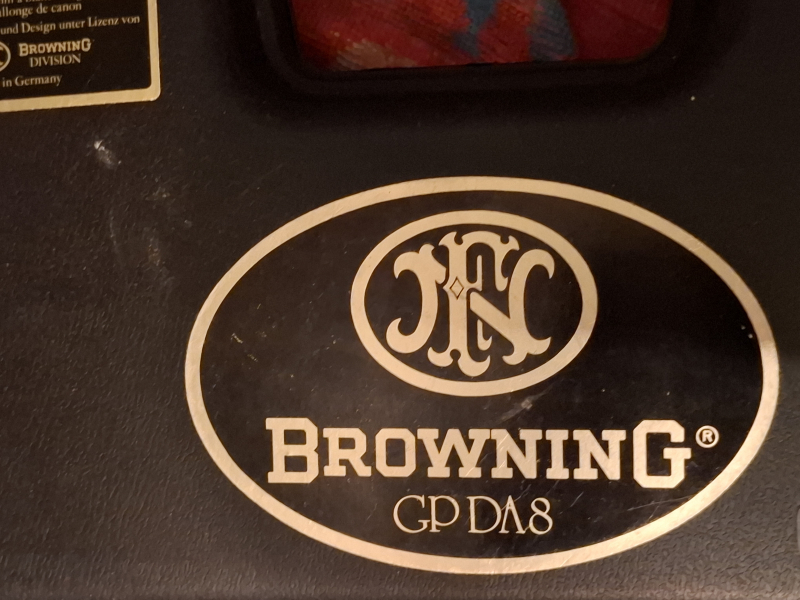 llonge de canon
und Design unter Lizenz von
BROWNING
DIVISION
in Germany
FN
BROWNING®
GP DA8